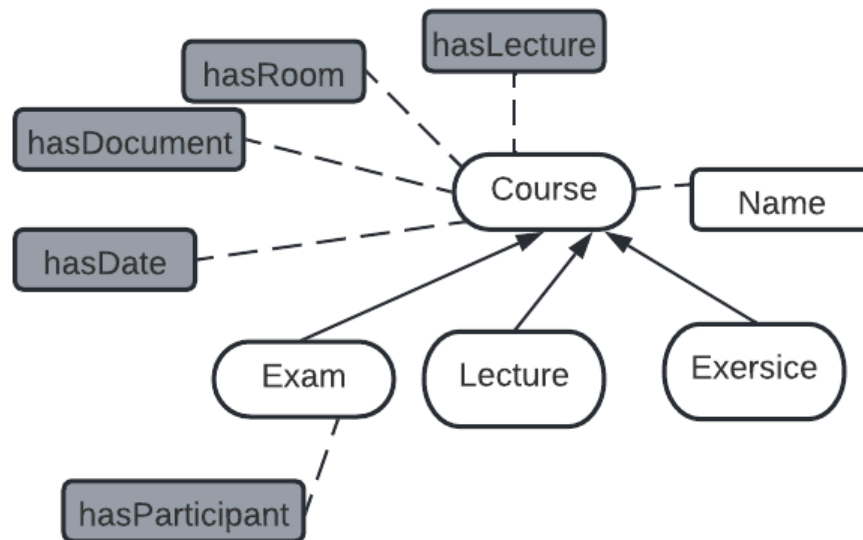 hasLecture
hasRoom
hasDocument
Course
Name
hasDate
Exam
Lecture
Exersice
hasParticipant